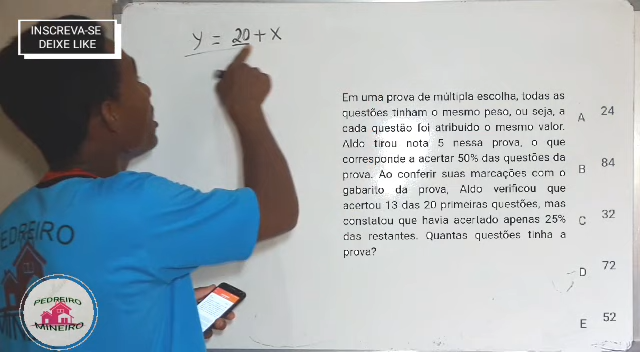 INSCREVA-SE
DEIXE LIKE
y = 20 + x
Em uma prova de múltipla escolha, todas as
questões tinham o mesmo peso, ou seja, a
cada questão foi atribuído o mesmo valor.
Aldo tirou nota 5 nessa prova, o que
corresponde a acertar 50% das questões da
prova. Ao conferir suas marcações com o
gabarito da prova, Aldo verificou que
acertou 13 das 20 primeiras questões, mas
constatou que havia acertado apenas 25%
das restantes. Quantas questões tinha a
prova?
A 24
B 84
C 32
D 72
E 52
PEDREIRO
PEDREIRO
MINEIRO